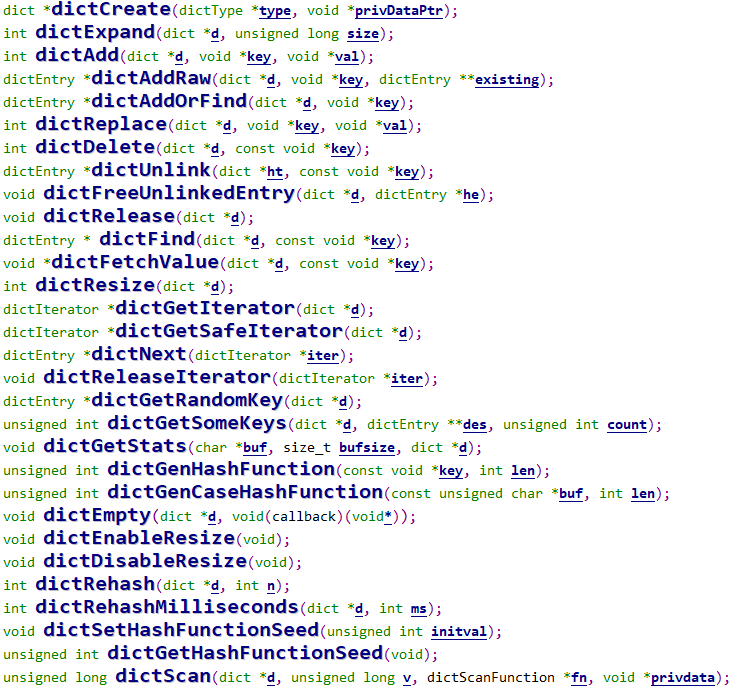 dict *dictCreate(dictType *type, void *privDataPtr);
int dictExpand(dict *d, unsigned long size);
int dictAdd(dict *d, void *key, void *val);
dictEntry *dictAddRaw(dict *d, void *key, dictEntry **existing);
dictEntry *dictAddOrFind(dict *d, void *key);
int dictReplace(dict *d, void *key, void *val);
int dictDelete(dict *d, const void *key);
dictEntry *dictUnlink(dict *ht, const void *key);
void dictFreeUnlinkedEntry(dict *d, dictEntry *he);
void dictRelease(dict *d);
dictEntry * dictFind(dict *d, const void *key);
void *dictFetchValue(dict *d, const void *key);
int dictResize(dict *d);
dictIterator *dictGetIterator(dict *d);
dictIterator *dictGetSafeIterator(dict *d);
dictEntry *dictNext(dictIterator *iter);
void dictReleaseIterator(dictIterator *iter);
dictEntry *dictGetRandomKey(dict *d);
unsigned int dictGetSomeKeys(dict *d, dictEntry **des, unsigned int count);
void dictGetStats(char *buf, size_t bufsize, dict *d);
unsigned int dictGenHashFunction(const void *key, int len);
unsigned int dictGenCaseHashFunction(const unsigned char *buf, int len);
void dictEmpty(dict *d, void(callback)(void*));
void dictEnableResize(void);
void dictDisableResize(void);
int dictRehash(dict *d, int n);
int dictRehashMilliseconds(dict *d, int ms);
void dictSetHashFunctionSeed(unsigned int initval);
unsigned int dictGetHashFunctionSeed(void);
unsigned long dictScan(dict *d, unsigned long v, dictScanFunction *fn, void *privdata);